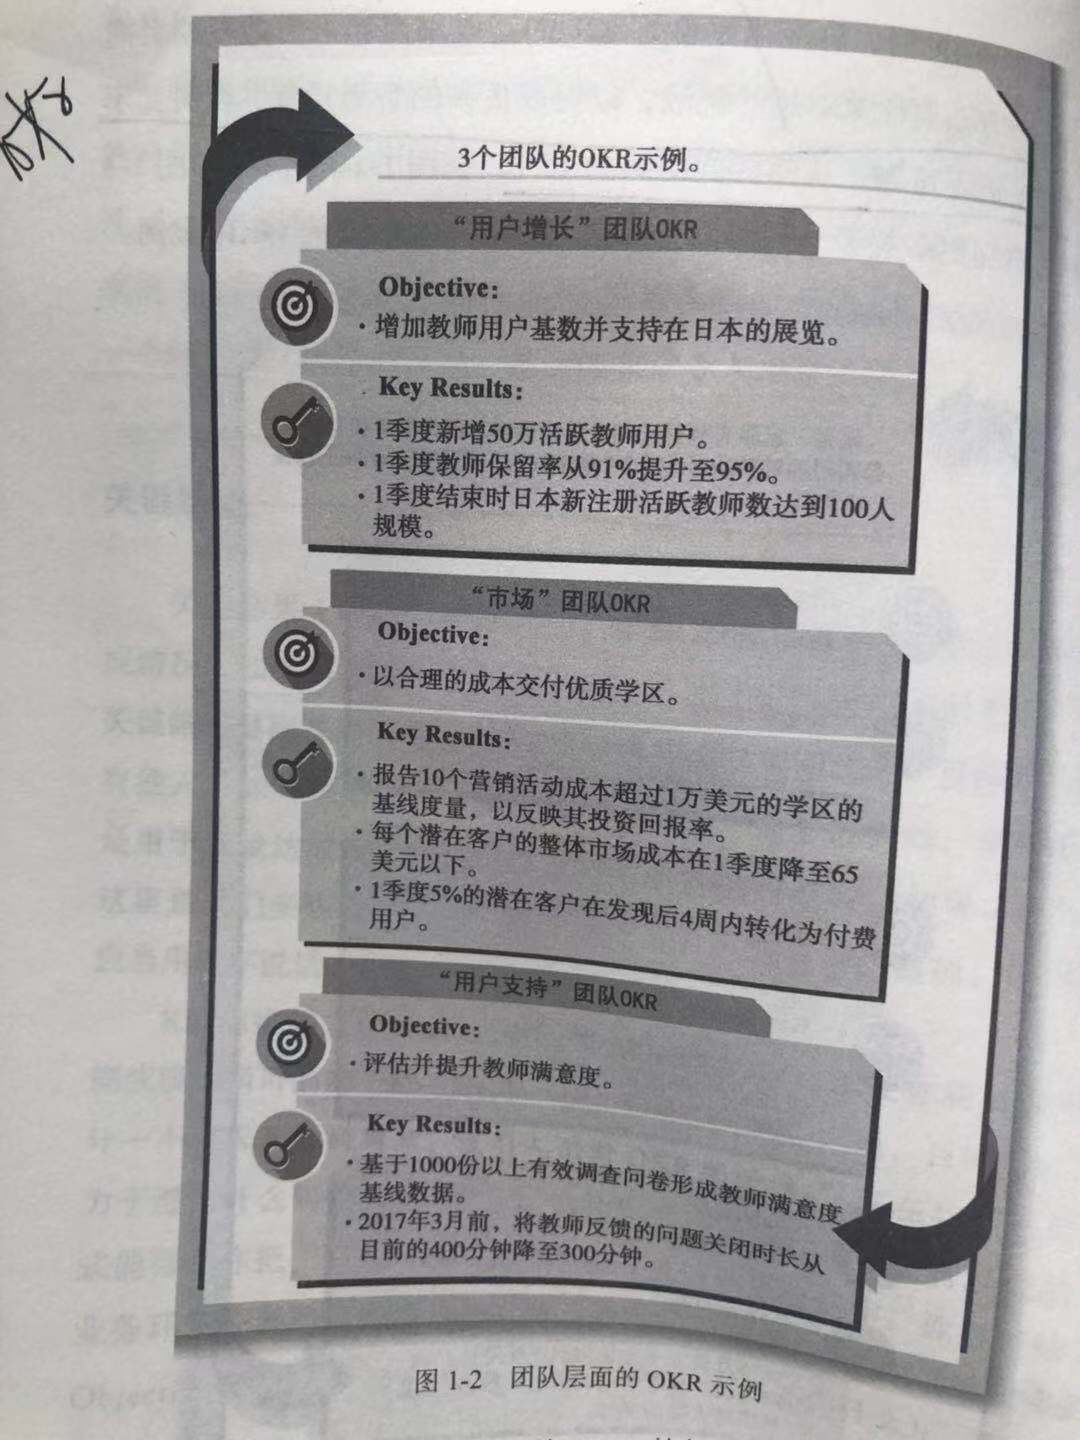 OKR
3个团队的OKR示例。
“用户增长”团队OKR
Objective:
·增加教师用户基数并支持在日本的展览。
Key Results:
·1季度新增50万活跃教师用户。
·1季度教师保留率从91%提升至95%。
·1季度结束时日本新注册活跃教师数达到100人
规模。
“市场”团队OKR
Objective:
·以合理的成本交付优质学区。
Key Results:
·报告10个营销活动成本超过1万美元的学区的
基线度量，以反映其投资回报率。
·每个潜在客户的整体市场成本在1季度降至65
美元以下。
·1季度5%的潜在客户在发现后4周内转化为付费
用户。
“用户支持”团队OKR
Objective:
·评估并提升教师满意度。
Key Results:
·基于1000份以上有效调查问卷形成教师满意度
基线数据。
·2017年3月前，将教师反馈的问题关闭时长从
目前的400分钟降至300分钟。
图 1-2 团队层面的 OKR 示例